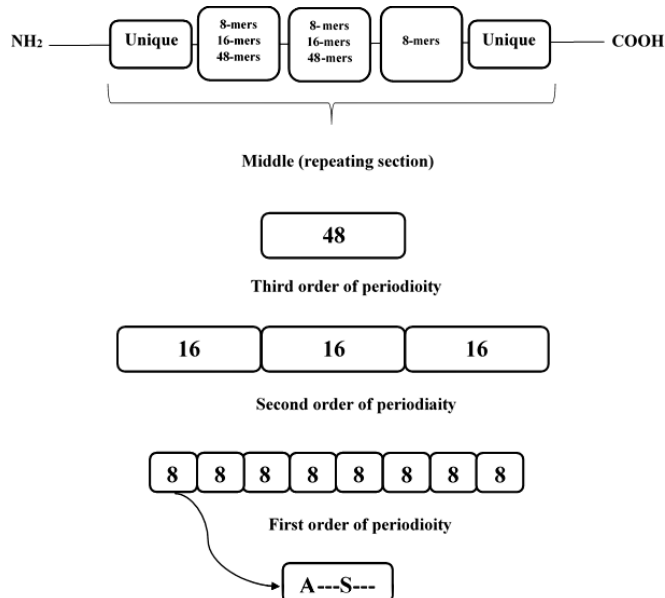 NH₂ Unique 8-mers 8- mers 8-mers Unique COOH
16-mers 16-mers
48-mers 48-mers
Middle (repeating section)
48
Third order of periodioity
16 16 16
Second order of periodiaity
8 8 8 8 8 8 8 8
First order of periodioity
A---S---